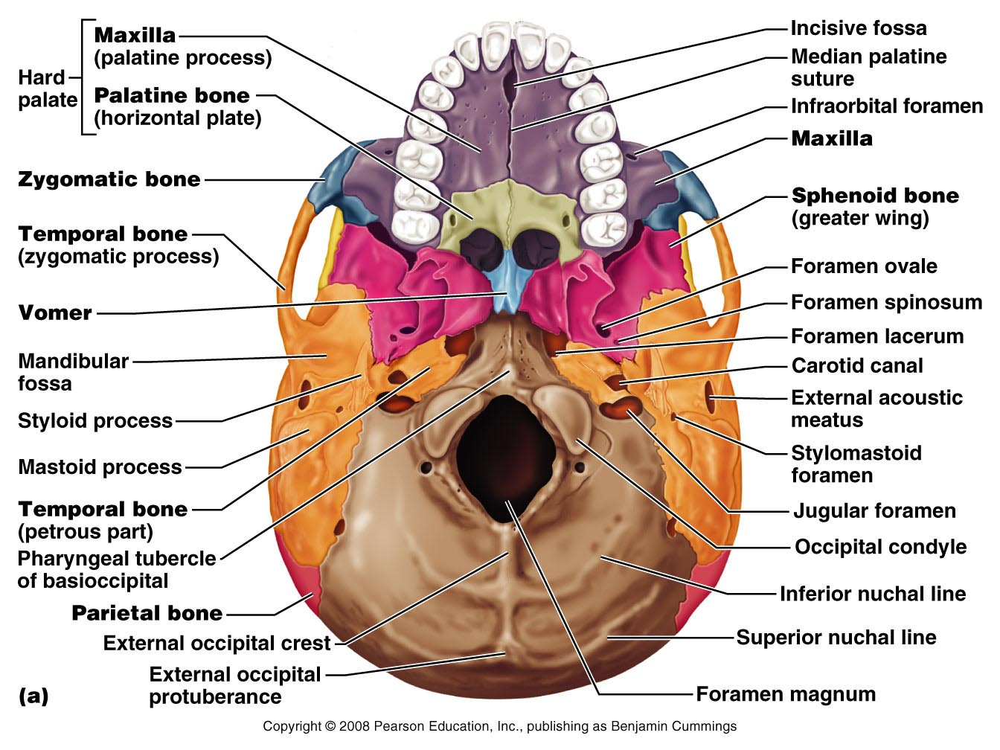 Maxilla
(palatine process)
Hard
palate
Palatine bone
(horizontal plate)
Zygomatic bone
Temporal bone
(zygomatic process)
Vomer
Mandibular
fossa
Styloid process
Mastoid process
Temporal bone
(petrous part)
Pharyngeal tubercle
of basioccipital
Parietal bone
External occipital crest
External occipital
protuberance
(a)
Incisive fossa
Median palatine
suture
Infraorbital foramen
Maxilla
Sphenoid bone
(greater wing)
Foramen ovale
Foramen spinosum
Foramen lacerum
Carotid canal
External acoustic
meatus
Stylomastoid
foramen
Jugular foramen
Occipital condyle
Inferior nuchal line
Superior nuchal line
Foramen magnum
Copyright © 2008 Pearson Education, Inc., publishing as Benjamin Cummings